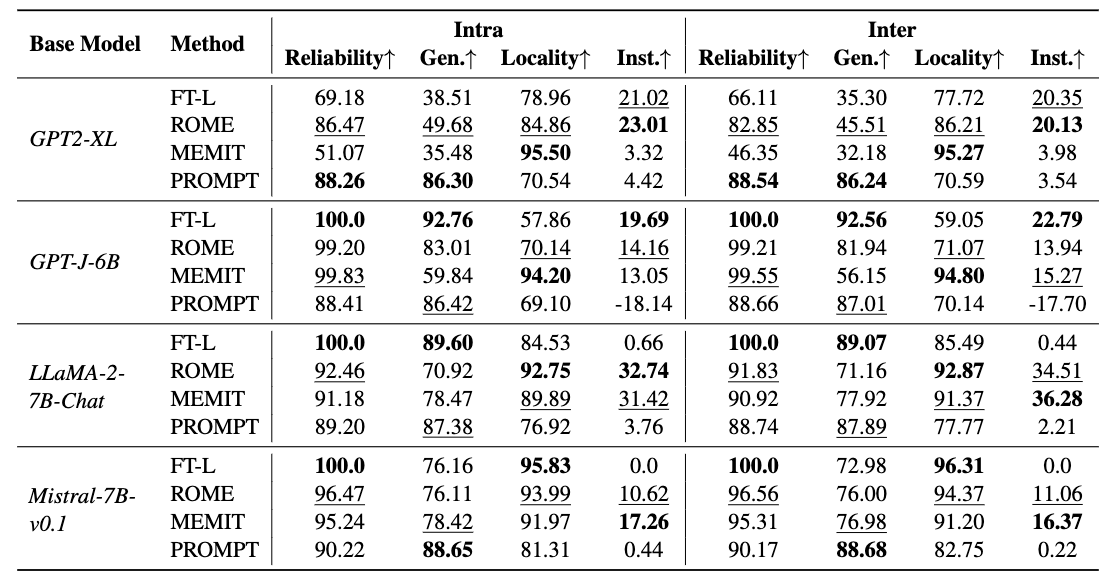 Base Model Method Intra Inter
Reliability↑ Gen.↑ Locality↑ Inst.↑ Reliability↑ Gen.↑ Locality↑ Inst.↑
GPT2-XL
FT-L 69.18 38.51 78.96 21.02 66.11 35.30 77.72 20.35
ROME 86.47 49.68 84.86 23.01 82.85 45.51 86.21 20.13
MEMIT 51.07 35.48 95.50 3.32 46.35 32.18 95.27 3.98
PROMPT 88.26 86.30 70.54 4.42 88.54 86.24 70.59 3.54
GPT-J-6B
FT-L 100.0 92.76 57.86 19.69 100.0 92.56 59.05 22.79
ROME 99.20 83.01 70.14 14.16 99.21 81.94 71.07 13.94
MEMIT 99.83 59.84 94.20 13.05 99.55 56.15 94.80 15.27
PROMPT 88.41 86.42 69.10 -18.14 88.66 87.01 70.14 -17.70
LLaMA-2-
7B-Chat
FT-L 100.0 89.60 84.53 0.66 100.0 89.07 85.49 0.44
ROME 92.46 70.92 92.75 32.74 91.83 71.16 92.87 34.51
MEMIT 91.18 78.47 89.89 31.42 90.92 77.92 91.37 36.28
PROMPT 89.20 87.38 76.92 3.76 88.74 87.89 77.77 2.21
Mistral-7B-
v0.1
FT-L 100.0 76.16 95.83 0.0 100.0 72.98 96.31 0.0
ROME 96.47 76.11 93.99 10.62 96.56 76.00 94.37 11.06
MEMIT 95.24 78.42 91.97 17.26 95.31 76.98 91.20 16.37
PROMPT 90.22 88.65 81.31 0.44 90.17 88.68 82.75 0.22